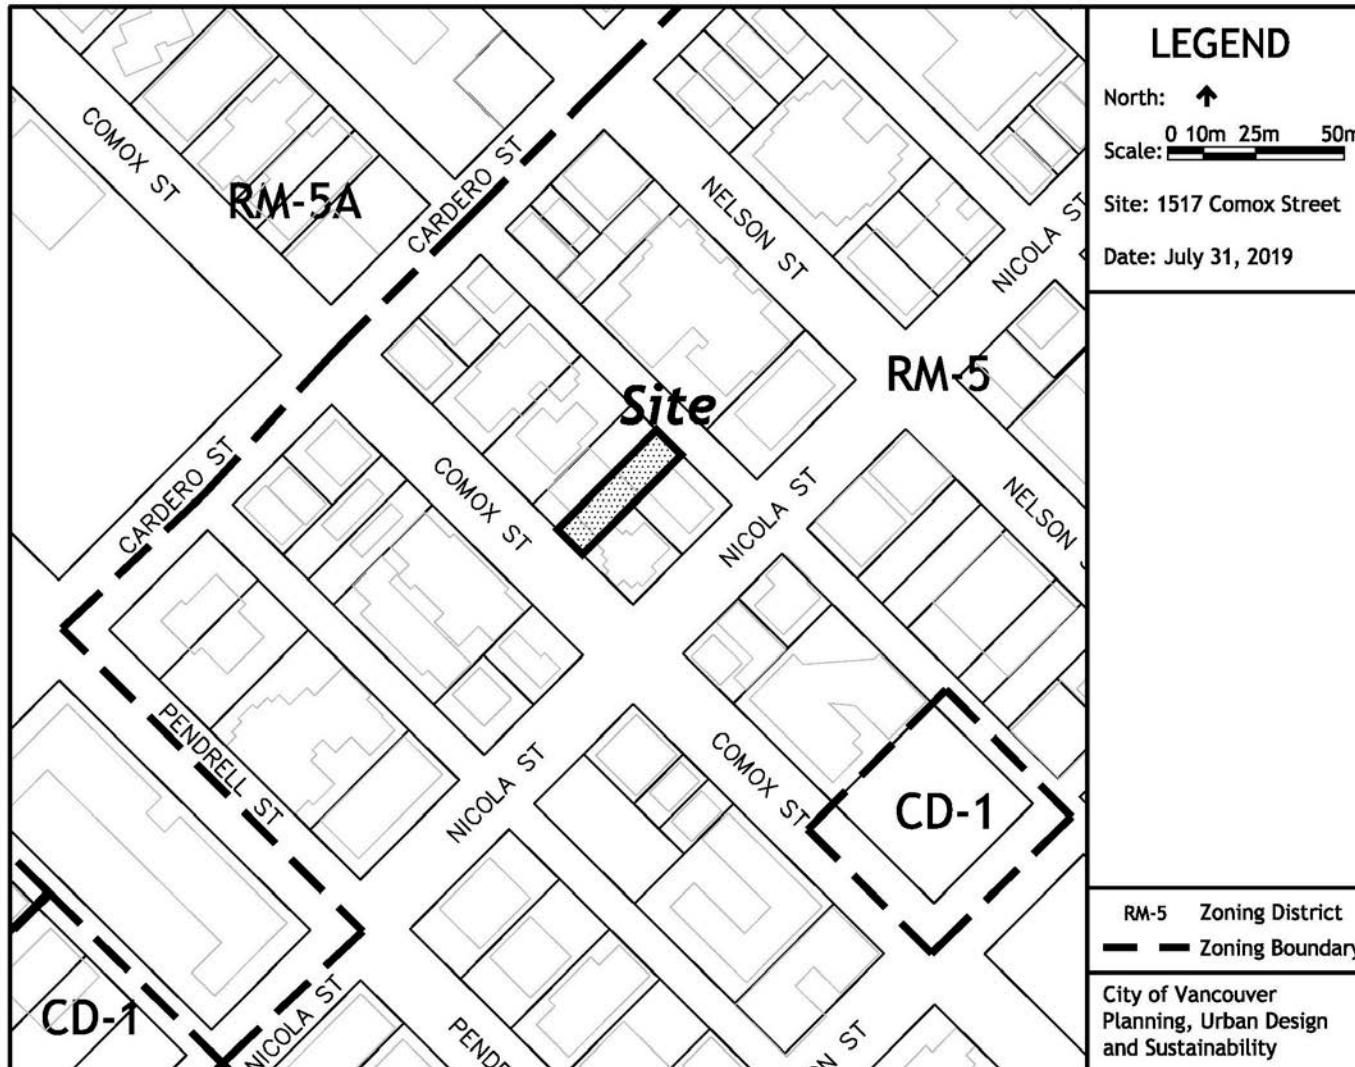 COMOX ST
RM-5A
CARDERO ST
NELSON ST
NICOLA ST
RM-5
Site
CARDERO ST
COMOX ST
NICOLA ST
NELSON
PENDRELL ST
NICOLA ST
COMOX ST
CD-1
CD-1
NICOLA ST
ST
LEGEND
North:
0 10m 25m 50m
Scale:
Site: 1517 Comox Street
Date: July 31, 2019
RM-5 Zoning District
Zoning Boundary
City of Vancouver
Planning, Urban Design
and Sustainability